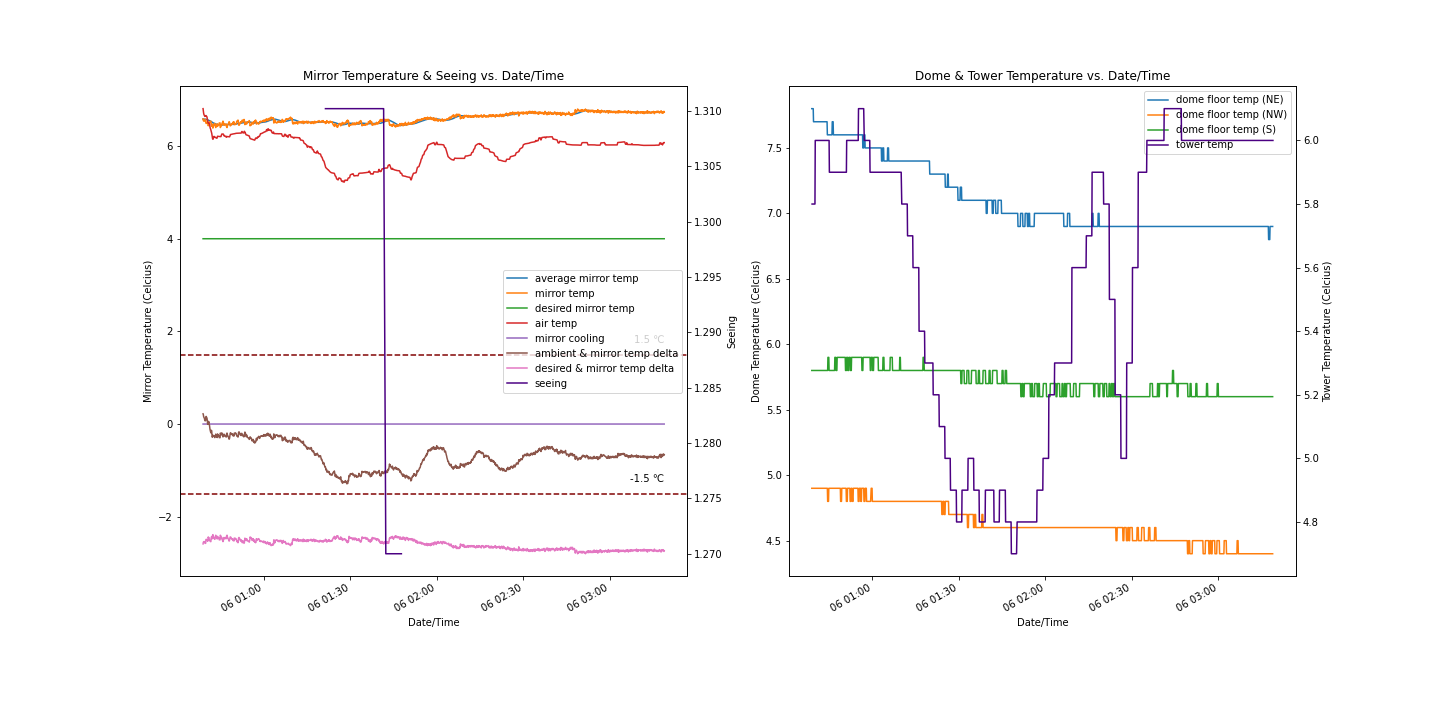 Mirror Temperature & Seeing vs. Date/Time
Mirror Temperature (Celcius)
6
4
2
0
−2
average mirror temp
mirror temp
desired mirror temp
air temp
mirror cooling
ambient & mirror temp delta
desired & mirror temp delta
seeing
1.5 °C
-1.5 °C
1.310
1.305
1.300
1.295
1.290
1.285
1.280
1.275
1.270
Seeing
06 01:00
06 01:30
06 02:00
06 02:30
06 03:00
Date/Time
Dome & Tower Temperature vs. Date/Time
Dome Temperature (Celcius)
7.5
7.0
6.5
6.0
5.5
5.0
4.5
dome floor temp (NE)
dome floor temp (NW)
dome floor temp (S)
tower temp
6.0
5.8
5.6
5.4
5.2
5.0
4.8
Tower Temperature (Celcius)
06 01:00
06 01:30
06 02:00
06 02:30
06 03:00
Date/Time